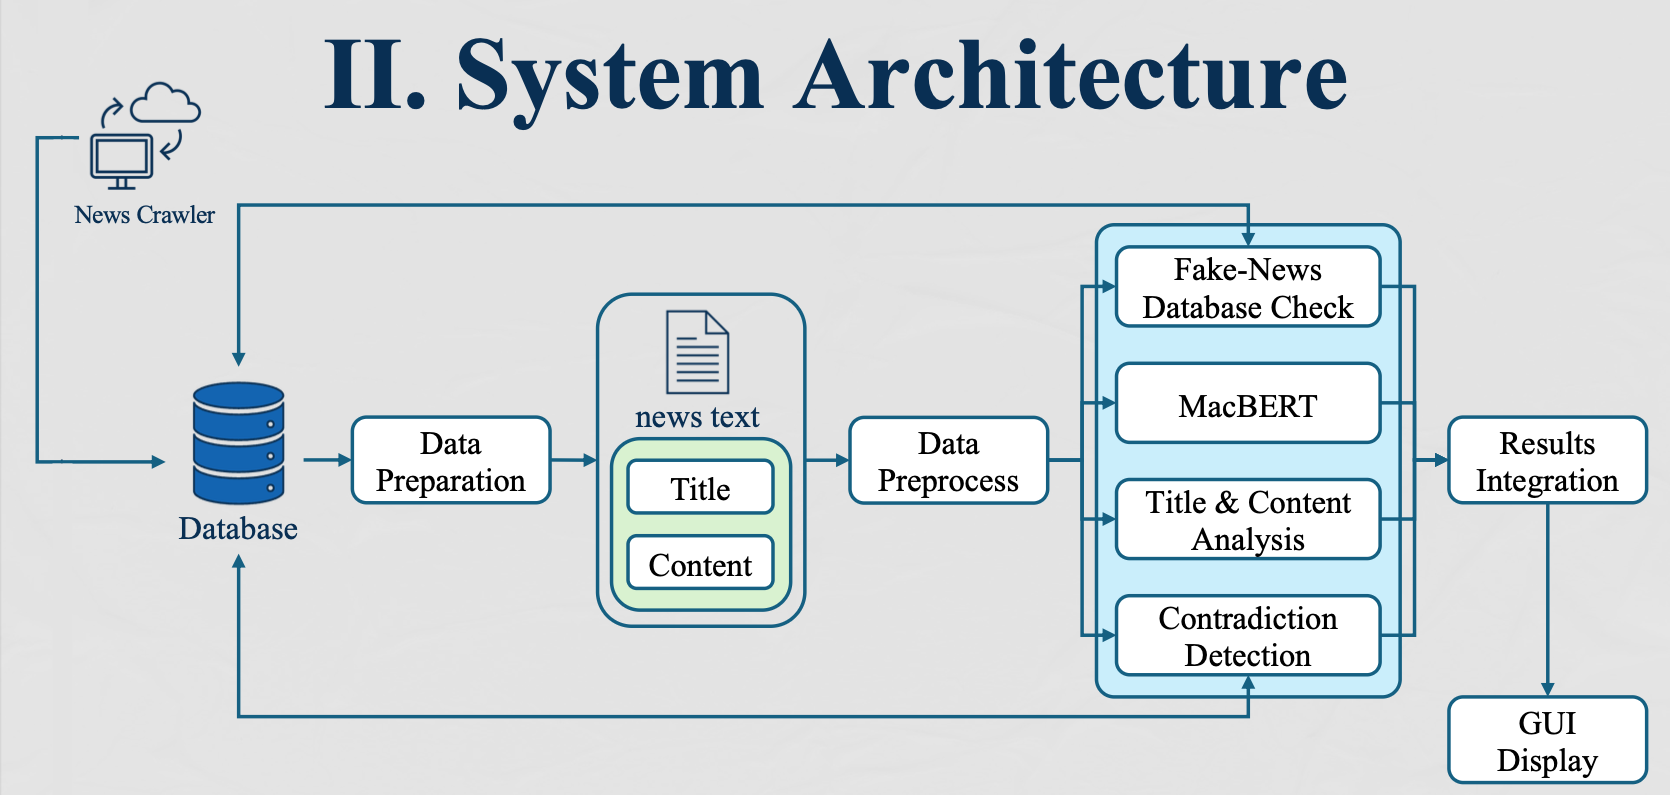 II. System Architecture
News Crawler
Database
Data
Preparation
news text
Title
Content
Data
Preprocess
Fake-News
Database Check
MacBERT
Title & Content
Analysis
Contradiction
Detection
Results
Integration
GUI
Display